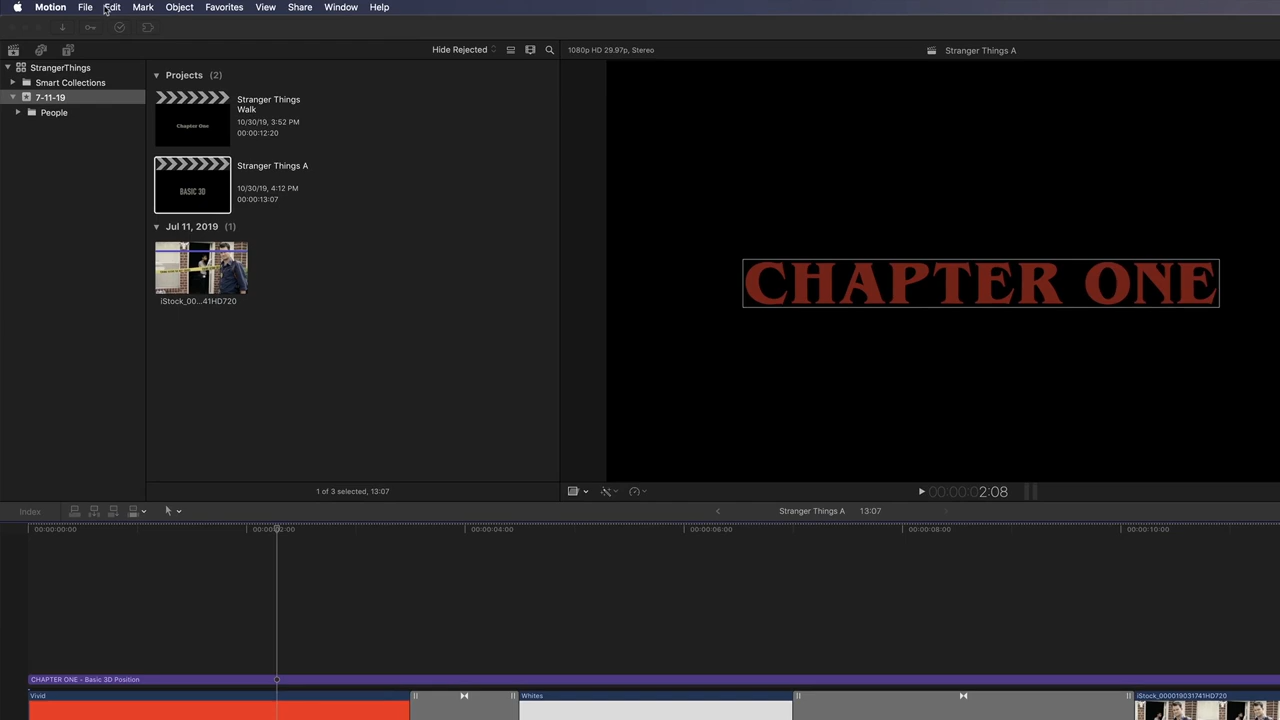 Motion File Edit Mark Object Favorites View Share Window Help
Hide Rejected
1080p HD 29.97p, Stereo
Stranger Things A
StrangerThings
Smart Collections
7-11-19
People
Projects (2)
Chapter One
Stranger Things
Walk
10/30/19, 3:52 PM
00:00:12:20
BASIC 3D
Stranger Things A
10/30/19, 4:12 PM
00:00:13:07
Jul 11, 2019 (1)
iStock_00...41HD720
CHAPTER ONE
1 of 3 selected, 13:07
00:00:02:08
Index
Stranger Things A 13:07
00:00:00:00 00:00:02:00 00:00:04:00 00:00:06:00 00:00:08:00 00:00:10:00
CHAPTER ONE - Basic 3D Position
Vivid
Whites
iStock_000019031741HD720